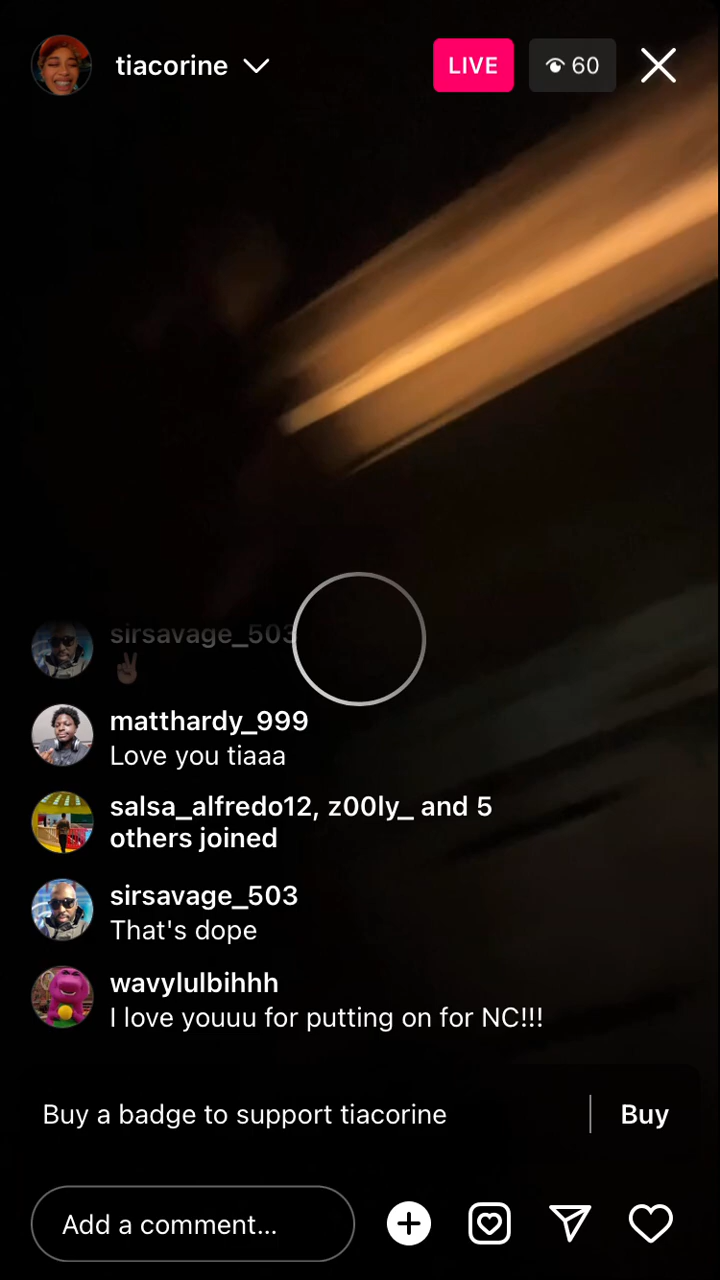 tiacorine
LIVE
60
sirsavage_503
✌🏾
matthardy_999
Love you tiaaa
salsa_alfredo12, z00ly_ and 5
others joined
sirsavage_503
That's dope
wavylulbihhh
I love youuu for putting on for NC!!!
Buy a badge to support tiacorine
Buy
Add a comment...